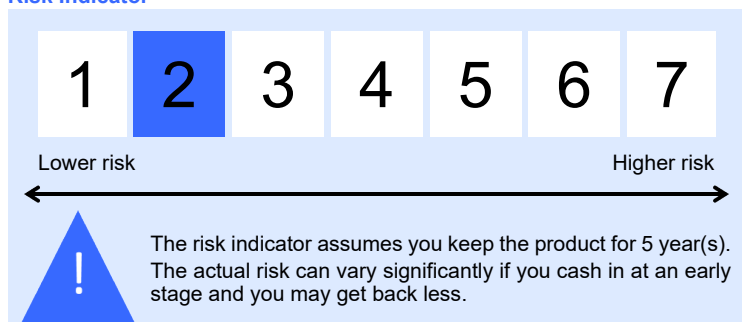 Risk Indicator
1 2 3 4 5 6 7
Lower risk Higher risk
!
The risk indicator assumes you keep the product for 5 year(s).
The actual risk can vary significantly if you cash in at an early
stage and you may get back less.